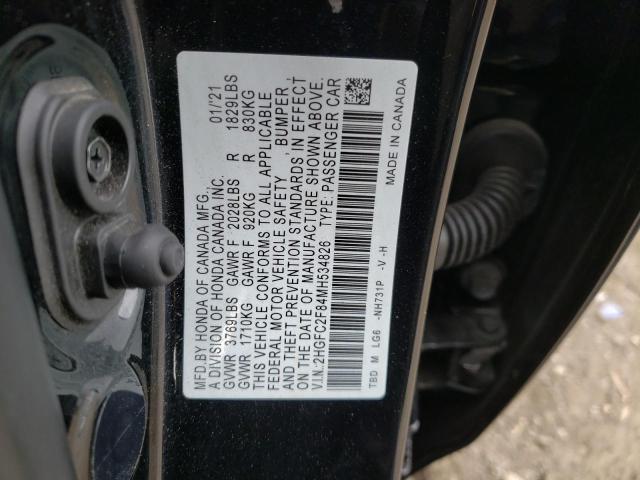 MFD.BY HONDA OF CANADA MFG., 01/'21
A DIVISION OF HONDA CANADA INC.
GVWR 3769LBS GAWR F 2028LBS R 1829LBS
GVWR 1710KG GAWR F 920KG R 830KG
THIS VEHICLE CONFORMS TO ALL APPLICABLE
FEDERAL MOTOR VEHICLE SAFETY, BUMPER,
AND THEFT PREVENTION STANDARDS IN EFFECT
ON THE DATE OF MANUFACTURE SHOWN ABOVE.
V.I.N.:2HGFC2F84MH534826 TYPE:PASSENGER CAR
TBD M LG6 -NH731P -V -H MADE IN CANADA